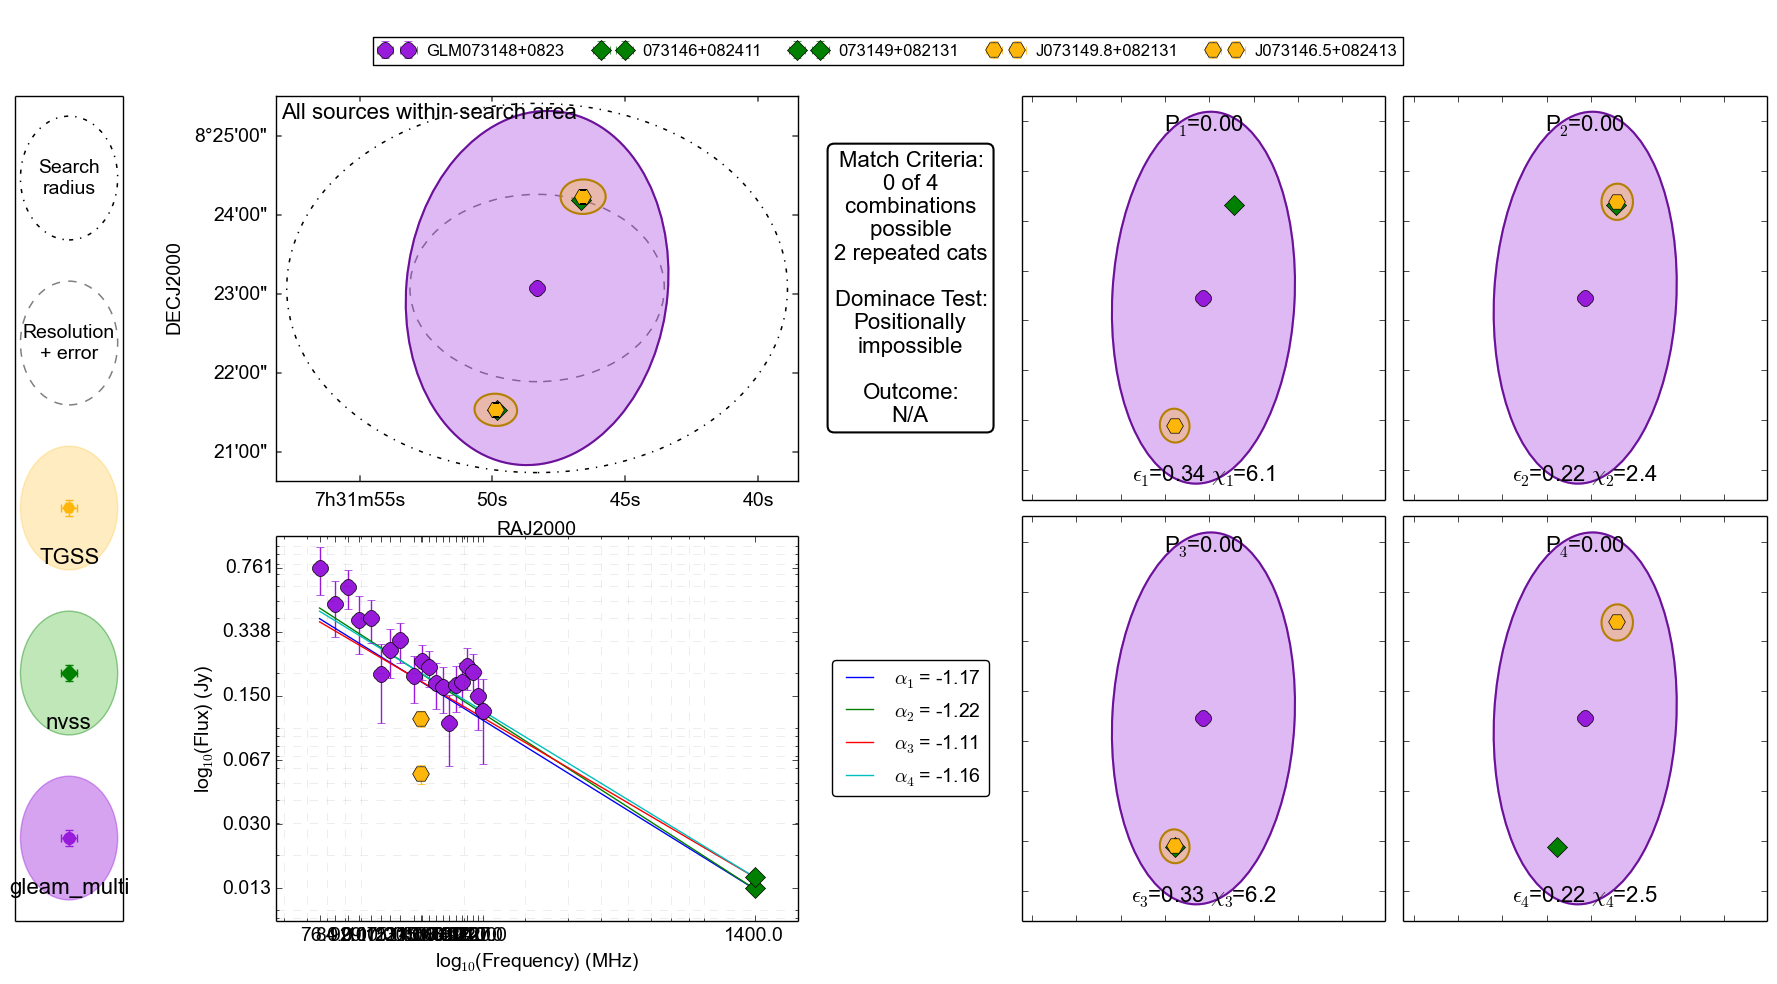 GLM073148+0823 073146+082411 073149+082131 J073149.8+082131 J073146.5+082413
Search
radius
Resolution
+ error
TGSS
nvss
gleam_multi
All sources within search area
DECJ2000
8°25'00"
24'00"
23'00"
22'00"
21'00"
7h31m55s 50s 45s 40s
RAJ2000
Match Criteria:
0 of 4
combinations
possible
2 repeated cats
Dominace Test:
Positionally
impossible
Outcome:
N/A
P1=0.00
ϵ1=0.34 χ1=6.1
P2=0.00
ϵ2=0.22 χ2=2.4
log10(Flux) (Jy)
0.761
0.338
0.150
0.067
0.030
0.013
1400.0
log10(Frequency) (MHz)
α1 = -1.17
α2 = -1.22
α3 = -1.11
α4 = -1.16
P3=0.00
ϵ3=0.33 χ3=6.2
P4=0.00
ϵ4=0.22 χ4=2.5